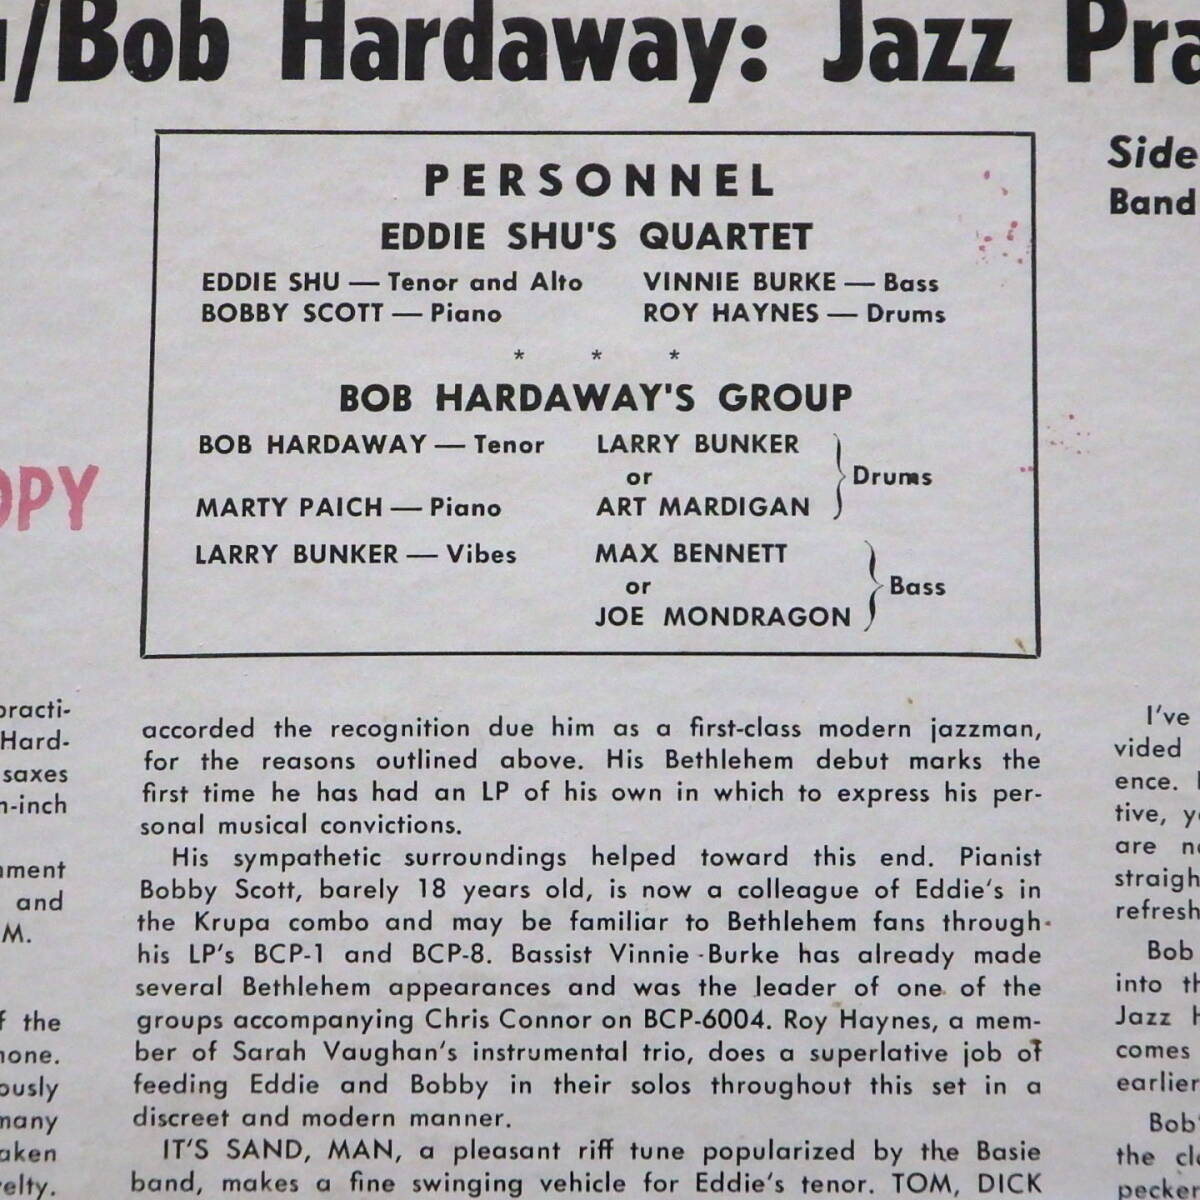 /Bob Hardaway: Jazz Pra
PERSONNEL
EDDIE SHU'S QUARTET
EDDIE SHU — Tenor and Alto VINNIE BURKE — Bass
BOBBY SCOTT — Piano ROY HAYNES — Drums
* * *
BOB HARDAWAY'S GROUP
BOB HARDAWAY — Tenor LARRY BUNKER
or Drums
MARTY PAICH — Piano ART MARDIGAN
LARRY BUNKER — Vibes MAX BENNETT
or Bass
JOE MONDRAGON
Side
Band
OPY
practi-
Hard-
saxes
n-inch
nment
and
M.
f the
none.
ously
many
aken
elty.
accorded the recognition due him as a first-class modern jazzman,
for the reasons outlined above. His Bethlehem debut marks the
first time he has had an LP of his own in which to express his per-
sonal musical convictions.
His sympathetic surroundings helped toward this end. Pianist
Bobby Scott, barely 18 years old, is now a colleague of Eddie's in
the Krupa combo and may be familiar to Bethlehem fans through
his LP's BCP-1 and BCP-8. Bassist Vinnie Burke has already made
several Bethlehem appearances and was the leader of one of the
groups accompanying Chris Connor on BCP-6004. Roy Haynes, a mem-
ber of Sarah Vaughan's instrumental trio, does a superlative job of
feeding Eddie and Bobby in their solos throughout this set in a
discreet and modern manner.
IT'S SAND, MAN, a pleasant riff tune popularized by the Basie
band, makes a fine swinging vehicle for Eddie's tenor. TOM, DICK
I've
vided
ence.
tive, y
are n
straigh
refresh
Bob
into th
Jazz H
comes
earlier
Bob'
the cl
pecker